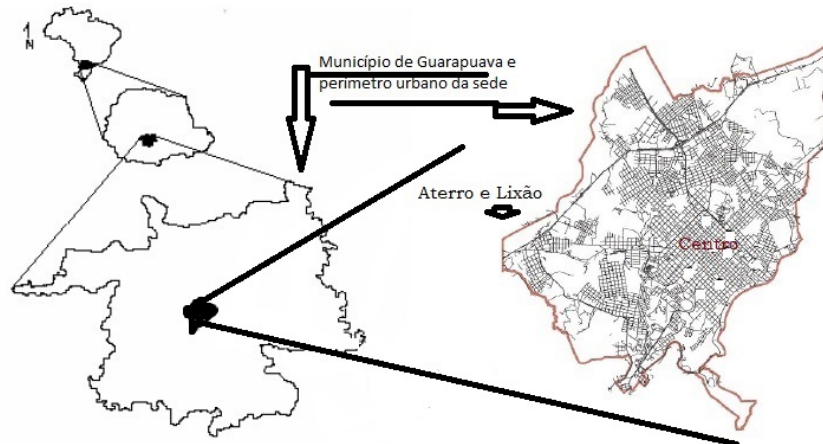 N
Município de Guarapuava e
perímetro urbano da sede
Aterro e Lixão
Centro